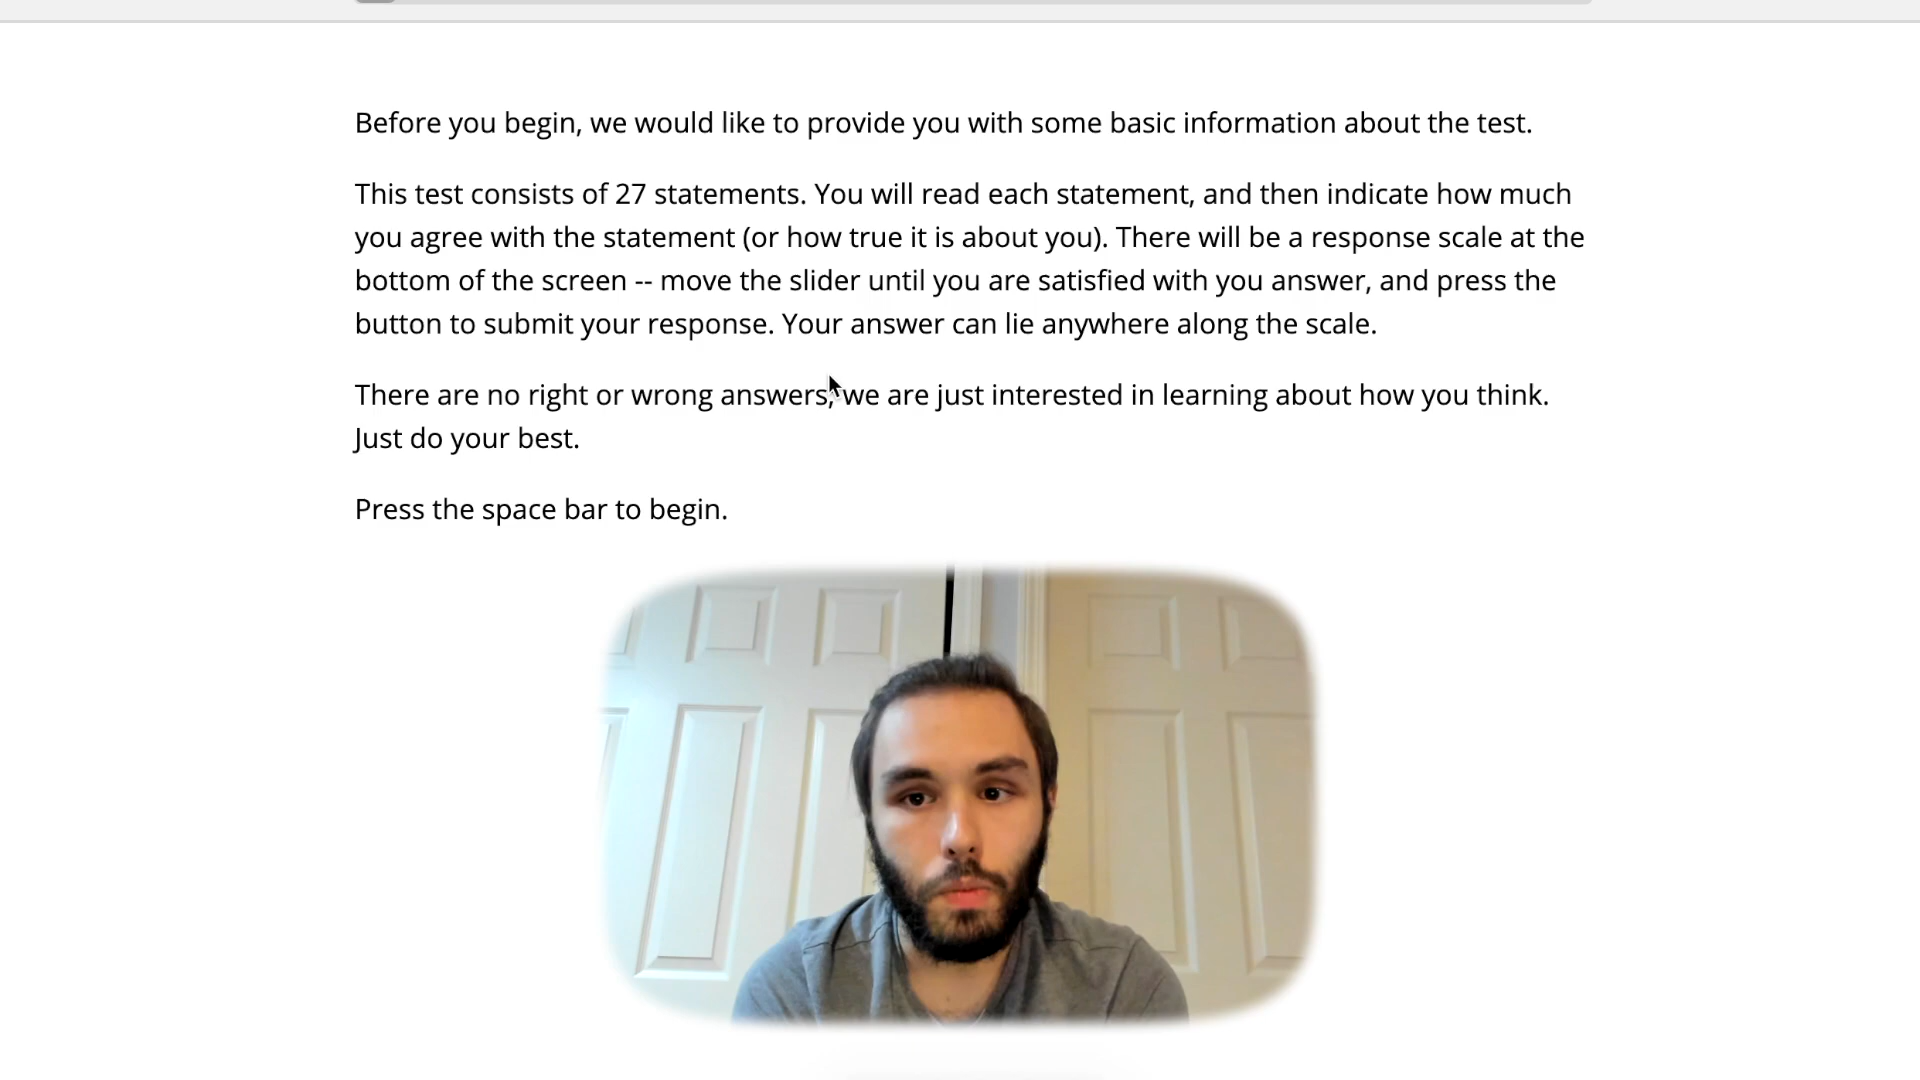 Before you begin, we would like to provide you with some basic information about the test.
This test consists of 27 statements. You will read each statement, and then indicate how much
you agree with the statement (or how true it is about you). There will be a response scale at the
bottom of the screen -- move the slider until you are satisfied with you answer, and press the
button to submit your response. Your answer can lie anywhere along the scale.
There are no right or wrong answers, we are just interested in learning about how you think.
Just do your best.
Press the space bar to begin.